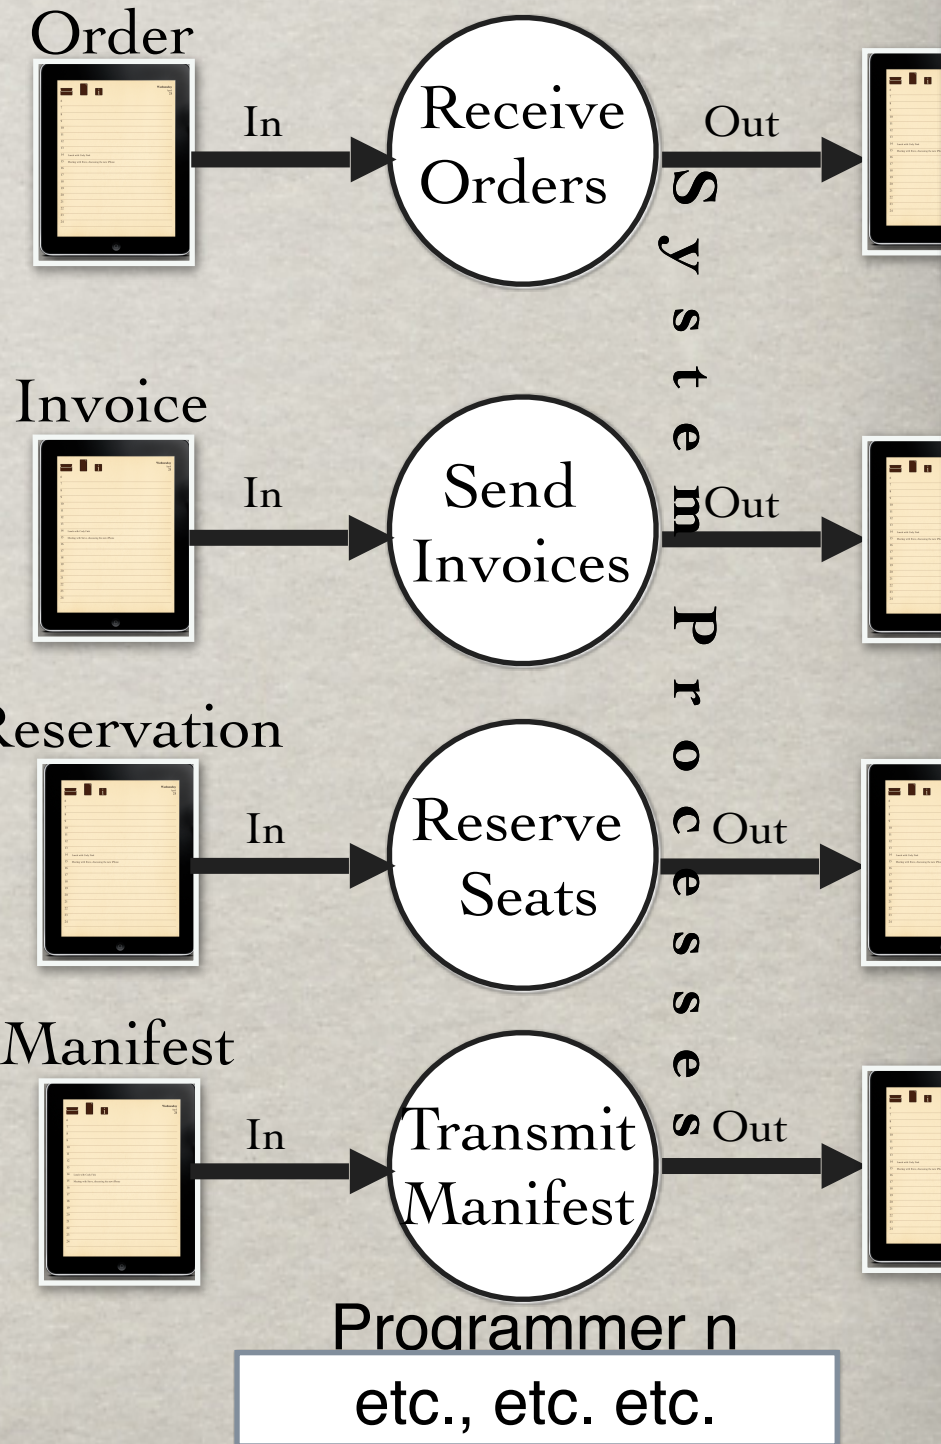 Order
In
Receive
Orders
Out
System Processes
Invoice
In
Send
Invoices
Out
Reservation
In
Reserve
Seats
Out
Manifest
In
Transmit
Manifest
Out
Programmer n
etc., etc. etc.